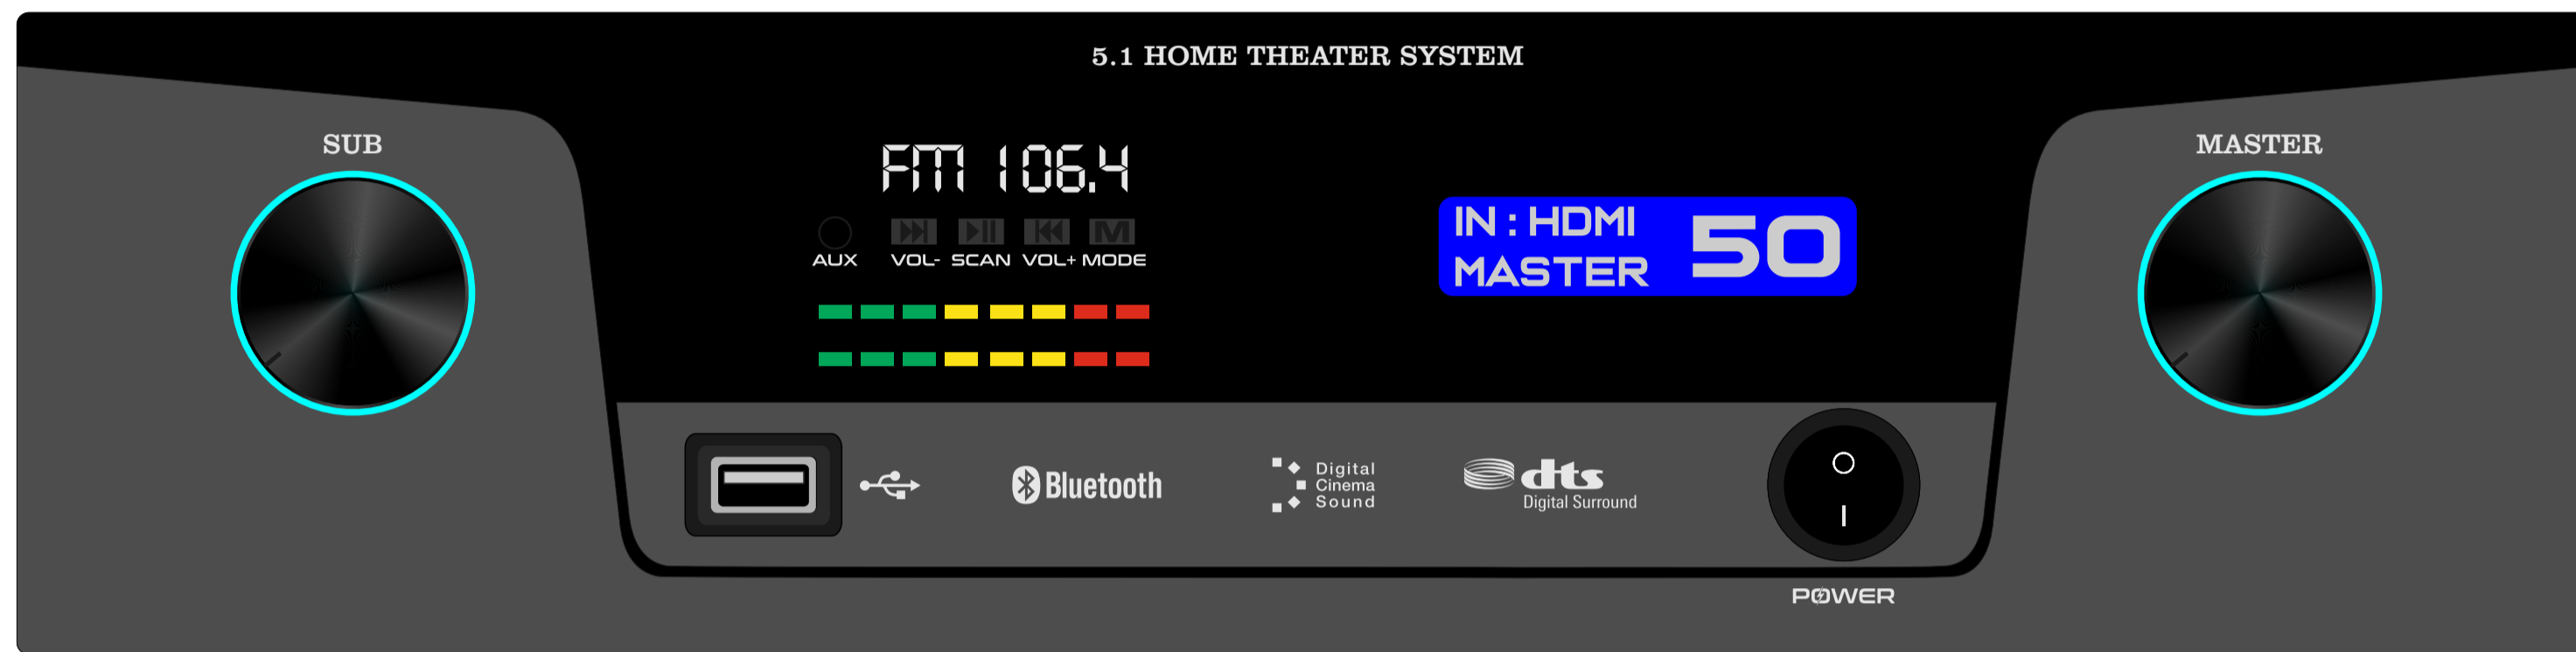 5.1 HOME THEATER SYSTEM
SUB
MASTER
FM 106.4
M
AUX VOL- SCAN VOL+ MODE
IN : HDMI
MASTER
50
Bluetooth
Digital
Cinema
Sound
dts
Digital Surround
POWER